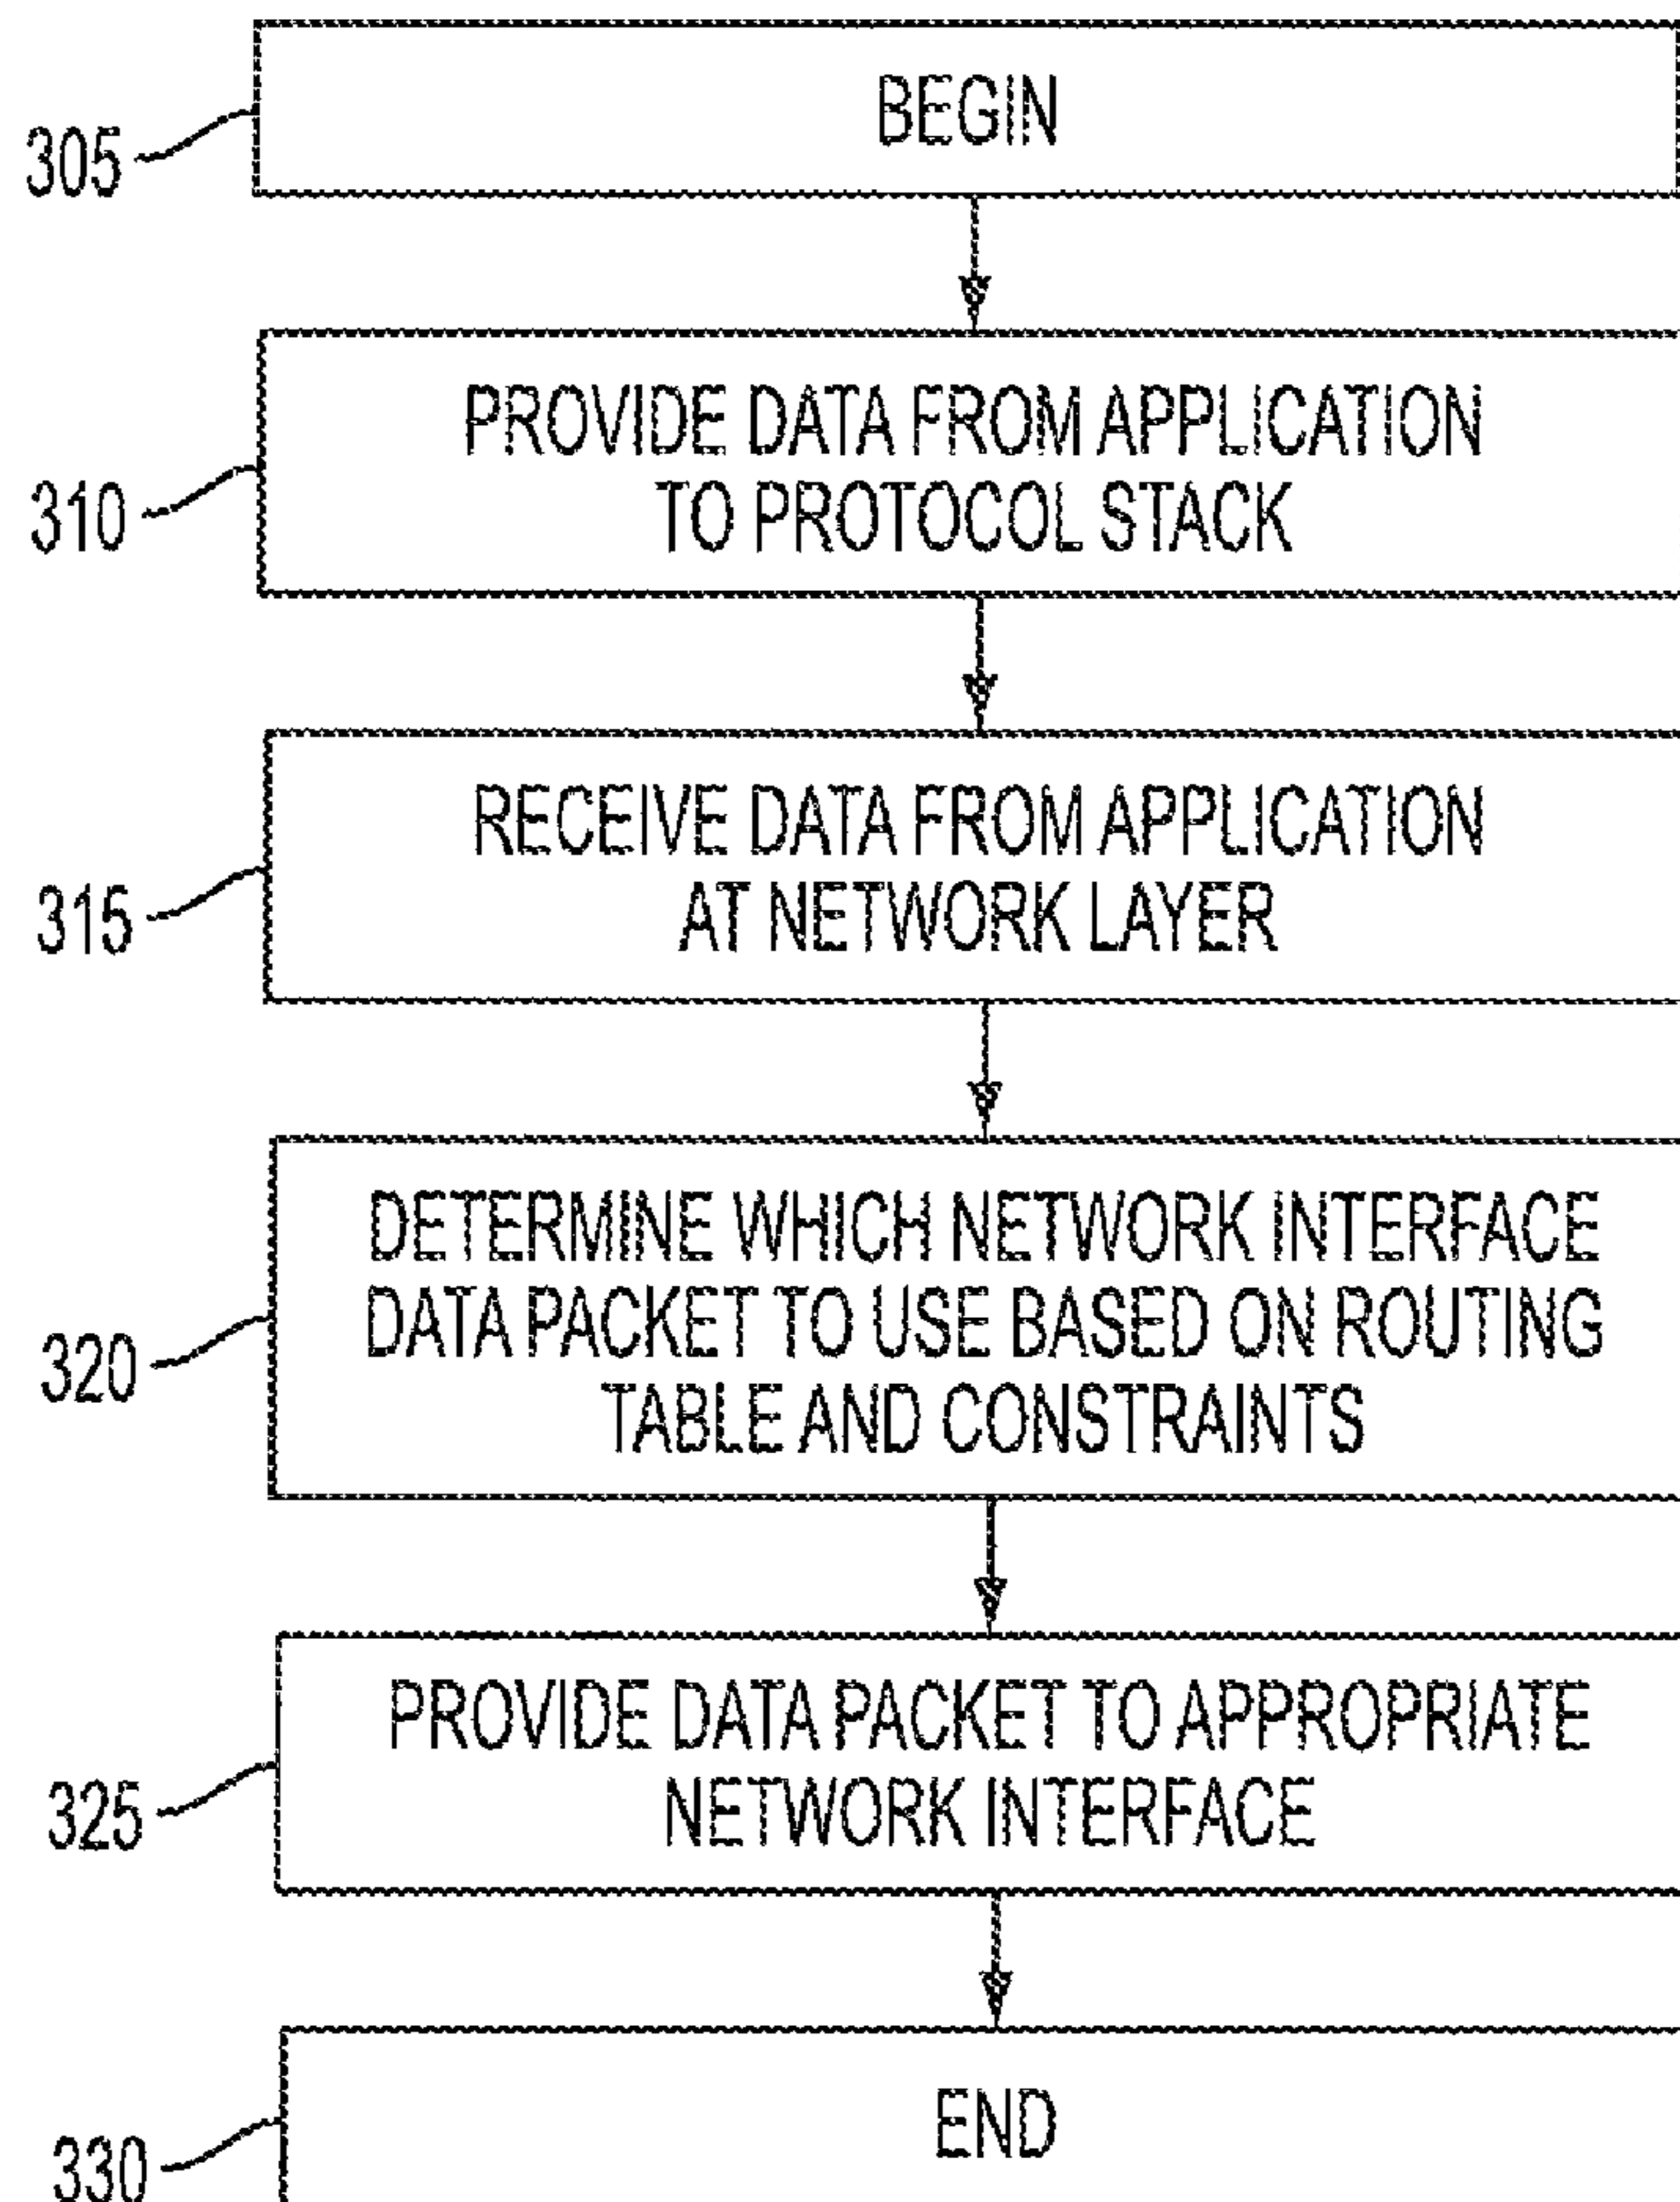 BEGIN
305
PROVIDE DATA FROM APPLICATION
TO PROTOCOL STACK
310
RECEIVE DATA FROM APPLICATION
AT NETWORK LAYER
315
DETERMINE WHICH NETWORK INTERFACE
DATA PACKET TO USE BASED ON ROUTING
TABLE AND CONSTRAINTS
320
PROVIDE DATA PACKET TO APPROPRIATE
NETWORK INTERFACE
325
END
330